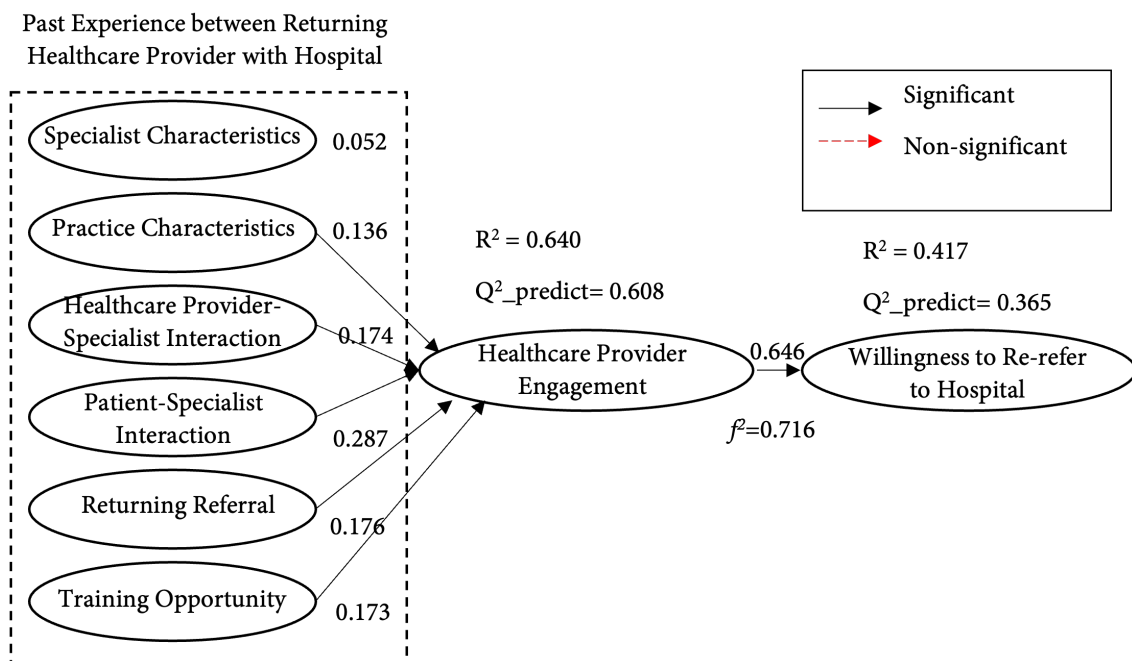 Past Experience between Returning
Healthcare Provider with Hospital
Specialist Characteristics
0.052
Practice Characteristics
0.136
Healthcare Provider-
Specialist Interaction
0.174
Patient-Specialist
Interaction
0.287
Returning Referral
0.176
Training Opportunity
0.173
R² = 0.640
Q²_predict= 0.608
Healthcare Provider
Engagement
0.646
f²=0.716
Significant
Non-significant
R² = 0.417
Q²_predict= 0.365
Willingness to Re-refer
to Hospital